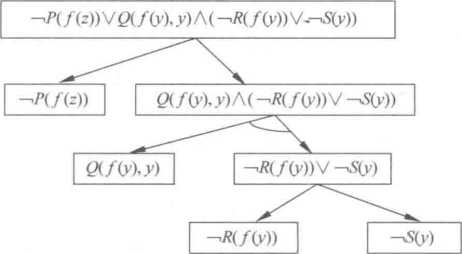 ¬P(f(z))∨Q(f(y),y)∧(¬R(f(y))∨¬S(y))
¬P(f(z))
Q(f(y),y)∧(¬R(f(y))∨¬S(y))
Q(f(y),y)
¬R(f(y))∨¬S(y)
¬R(f(y))
¬S(y)